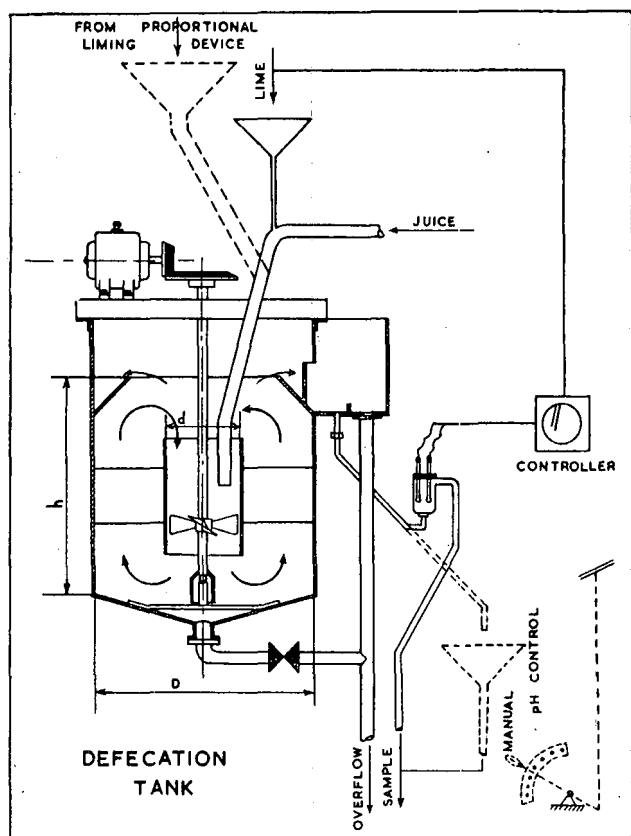 FROM PROPORTIONAL
LIMING DEVICE
LIME
JUICE
d
h
CONTROLLER
D
MANUAL
pH CONTROL
DEFECATION
TANK
OVERFLOW
SAMPLE